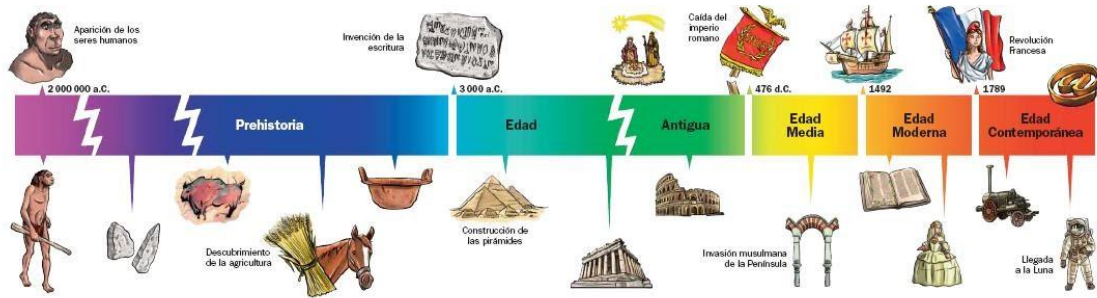 Aparición de los
seres humanos
Invención de la
escritura
Caída del
imperio
romano
Revolución
Francesa
2 000 000 a.C.
3 000 a.C.
476 d.C.
1492
1789
Prehistoria
Edad
Antigua
Edad
Media
Edad
Moderna
Edad
Contemporánea
Descubrimiento
de la agricultura
Construcción de
las pirámides
Invasión musulmana
de la Península
Llegada
a la Luna